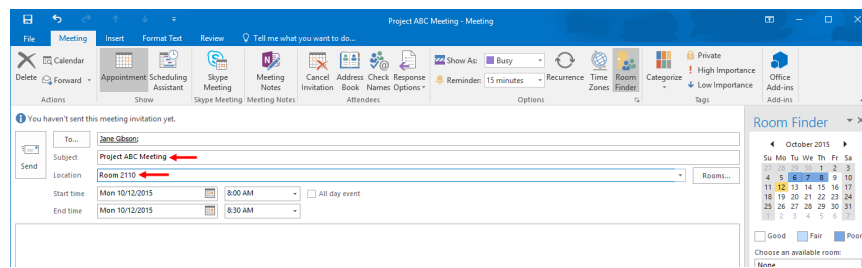 Project ABC Meeting - Meeting
File Meeting Insert Format Text Review Tell me what you want to do...
Delete
Calendar
Forward
Actions
Appointment
Scheduling Assistant
Show
Skype Meeting
Skype Meeting
Meeting Notes
Meeting Notes
Cancel Invitation
Address Book
Check Names
Response Options
Attendees
Show As: Busy
Reminder: 15 minutes
Recurrence
Time Zones
Room Finder
Options
Categorize
Private
High Importance
Low Importance
Tags
Office Add-ins
Add-ins
You haven't sent this meeting invitation yet.
Send
To... Jane Gibson;
Subject Project ABC Meeting
Location Room 2110 Rooms...
Start time Mon 10/12/2015 8:00 AM All day event
End time Mon 10/12/2015 8:30 AM
Room Finder
October 2015
Su Mo Tu We Th Fr Sa
27 28 29 30 1 2 3
4 5 6 7 8 9 10
11 12 13 14 15 16 17
18 19 20 21 22 23 24
25 26 27 28 29 30 31
1 2 3 4 5 6 7
Good Fair Poor
Choose an available room:
None